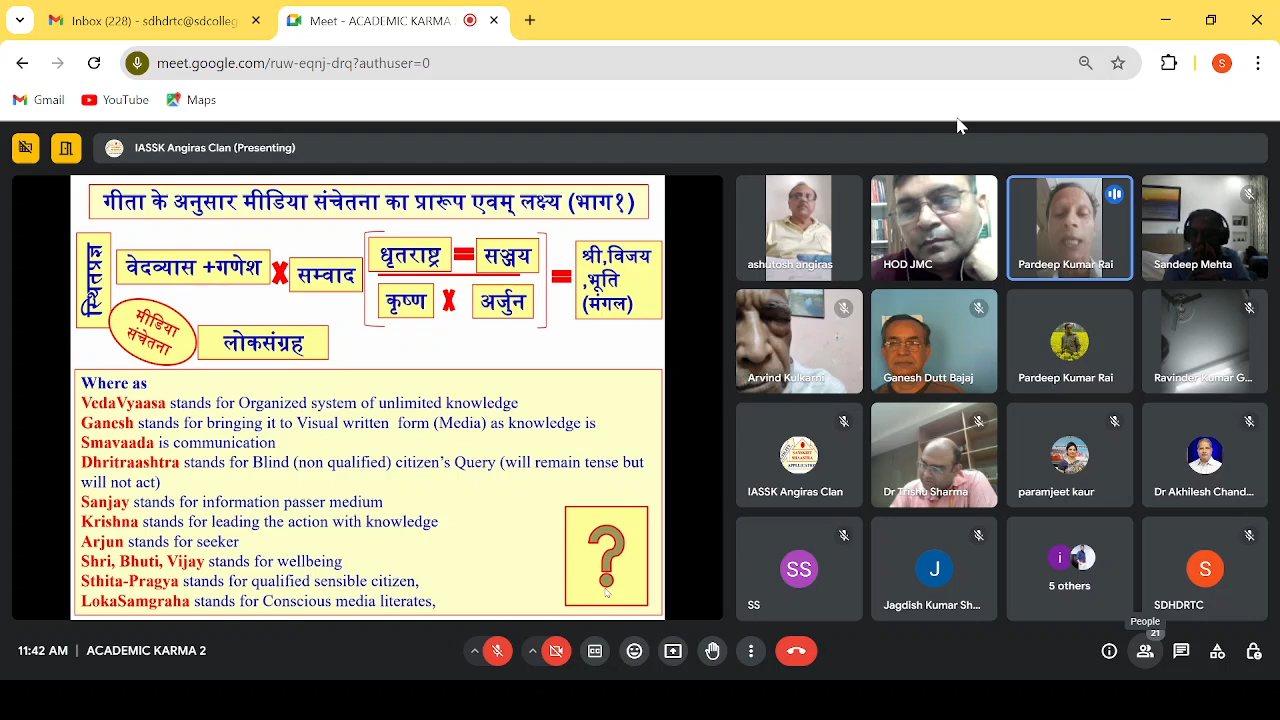 Inbox (228) - sdhdrtc@sdcolleg
Meet - ACADEMIC KARMA
meet.google.com/ruw-eqnj-drq?authuser=0
S
Gmail
YouTube
Maps
IASSK Angiras Clan (Presenting)
गीता के अनुसार मीडिया संचेतना का प्रारूप एवम् लक्ष्य (भाग१)
स्थितप्रज्ञ
वेदव्यास +गणेश
सम्वाद
धृतराष्ट्र = सञ्जय
कृष्ण x अर्जुन
=
श्री,विजय
,भूति
(मंगल)
मीडिया
संचेतना
लोकसंग्रह
Where as
VedaVyaasa stands for Organized system of unlimited knowledge
Ganesh stands for bringing it to Visual written form (Media) as knowledge is
Smavaada is communication
Dhritraashtra stands for Blind (non qualified) citizen's Query (will remain tense but
will not act)
Sanjay stands for information passer medium
Krishna stands for leading the action with knowledge
Arjun stands for seeker
Shri, Bhuti, Vijay stands for wellbeing
Sthita-Pragya stands for qualified sensible citizen,
LokaSamgraha stands for Conscious media literates,
?
ashutosh angiras
HOD JMC
Pardeep Kumar Rai
Sandeep Mehta
Arvind Kulkarni
Ganesh Dutt Bajaj
Pardeep Kumar Rai
Ravinder Kumar G...
IASSK Angiras Clan
Dr Trishu Sharma
paramjeet kaur
Dr Akhilesh Chand...
SS
SS
J
Jagdish Kumar Sh...
i
5 others
S
SDHDRTC
People
21
11:42 AM | ACADEMIC KARMA 2